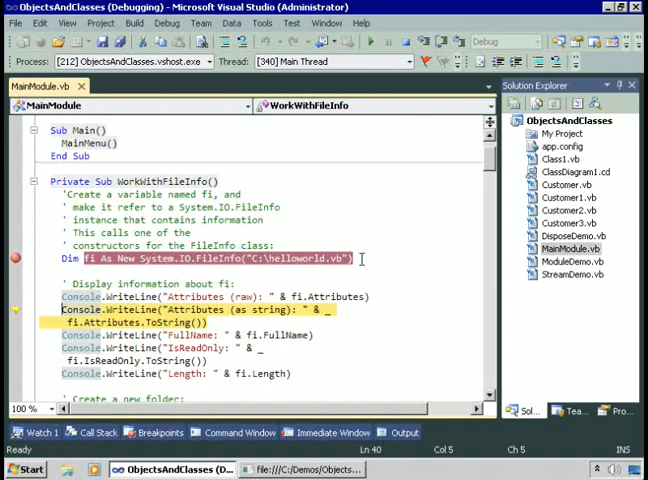 ObjectsAndClasses (Debugging) - Microsoft Visual Studio (Administrator)
File Edit View Project Build Debug Team Data Tools Test Window Help
Debug
Process: [212] ObjectsAndClasses.vshost.exe Thread: [340] Main Thread
MainModule.vb
MainModule WorkWithFileInfo
Sub Main()
MainMenu()
End Sub
Private Sub WorkWithFileInfo()
'Create a variable named fi, and
' make it refer to a System.IO.FileInfo
' instance that contains information
' This calls one of the
' constructors for the FileInfo class:
Dim fi As New System.IO.FileInfo("C:\helloworld.vb")
' Display information about fi:
Console.WriteLine("Attributes (raw): " & fi.Attributes)
Console.WriteLine("Attributes (as string): " & _
fi.Attributes.ToString())
Console.WriteLine("FullName: " & fi.FullName)
Console.WriteLine("IsReadOnly: " & _
fi.IsReadOnly.ToString())
Console.WriteLine("Length: " & fi.Length)
' Create a new folder:
100 %
Solution Explorer
ObjectsAndClasses
My Project
app.config
Class1.vb
ClassDiagram1.cd
Customer.vb
Customer1.vb
Customer2.vb
Customer3.vb
DisposeDemo.vb
MainModule.vb
ModuleDemo.vb
StreamDemo.vb
Sol... Tea... Pro...
Watch 1 Call Stack Breakpoints Command Window Immediate Window Output
Ready Ln 40 Col 5 Ch 5 INS
Start ObjectsAndClasses (D... file:///C:/Demos/Objects...